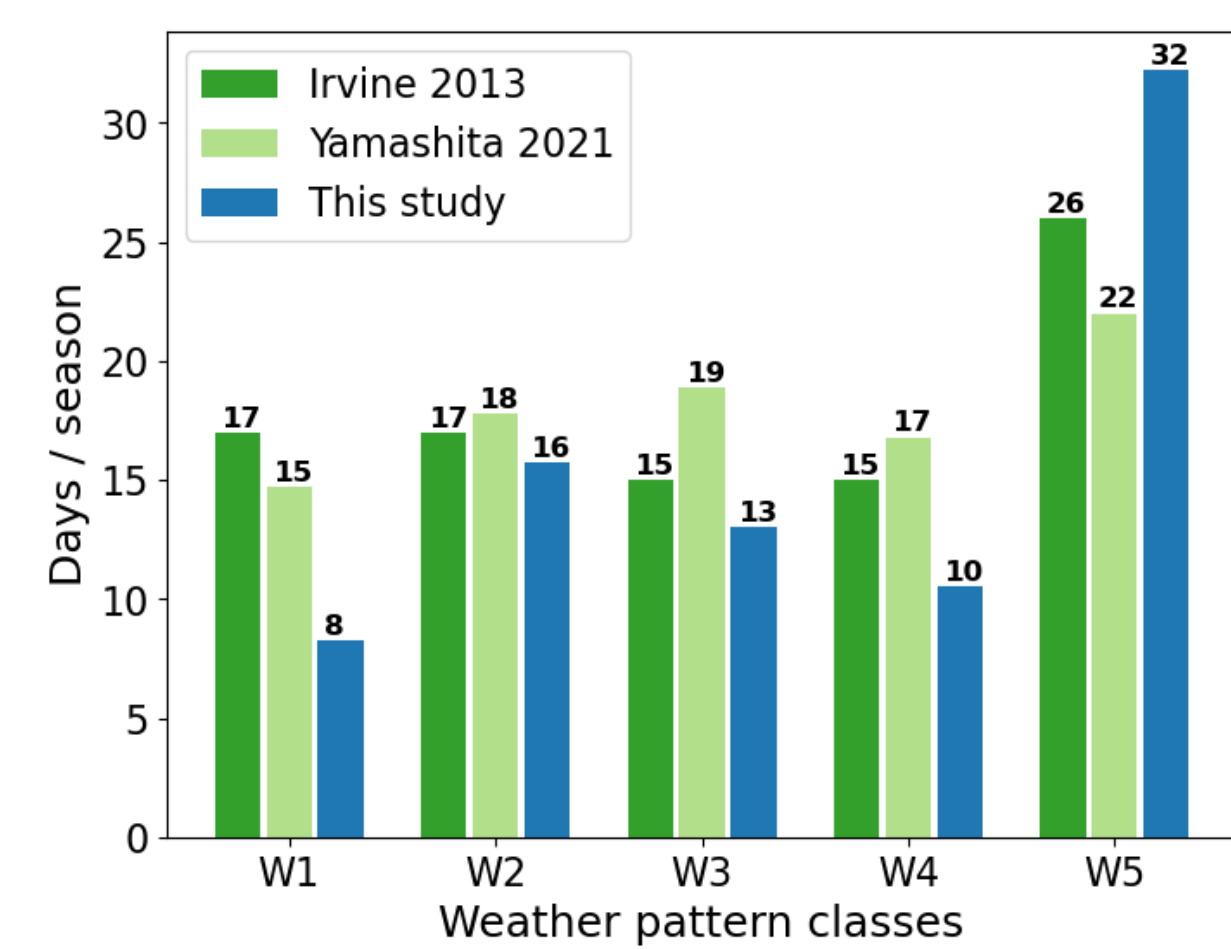 Irvine 2013
Yamashita 2021
This study
Days / season
30
25
20
15
10
5
0
17 15 8
17 18 16
15 19 13
15 17 10
26 22 32
W1 W2 W3 W4 W5
Weather pattern classes